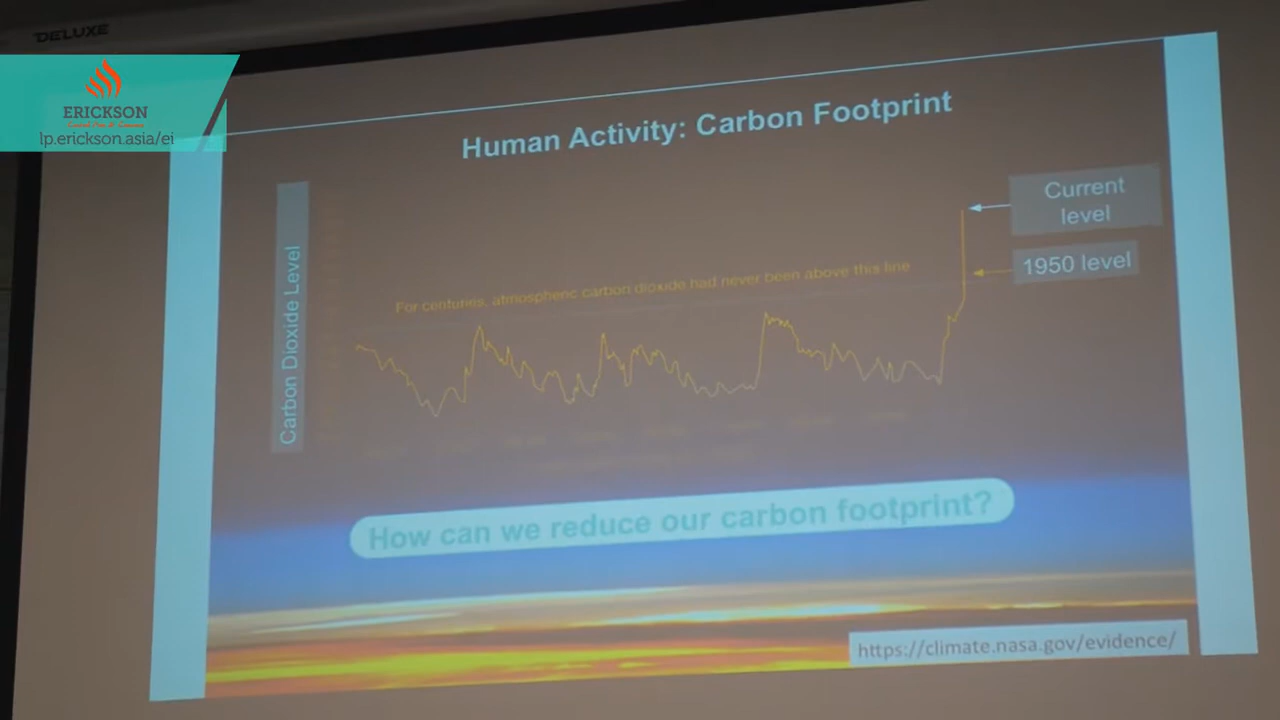 DELUXE
ERICKSON
lp.erickson.asia/ei
Human Activity: Carbon Footprint
Current
level
1950 level
Carbon Dioxide Level
For centuries, atmospheric carbon dioxide had never been above this line
How can we reduce our carbon footprint?
https://climate.nasa.gov/evidence/